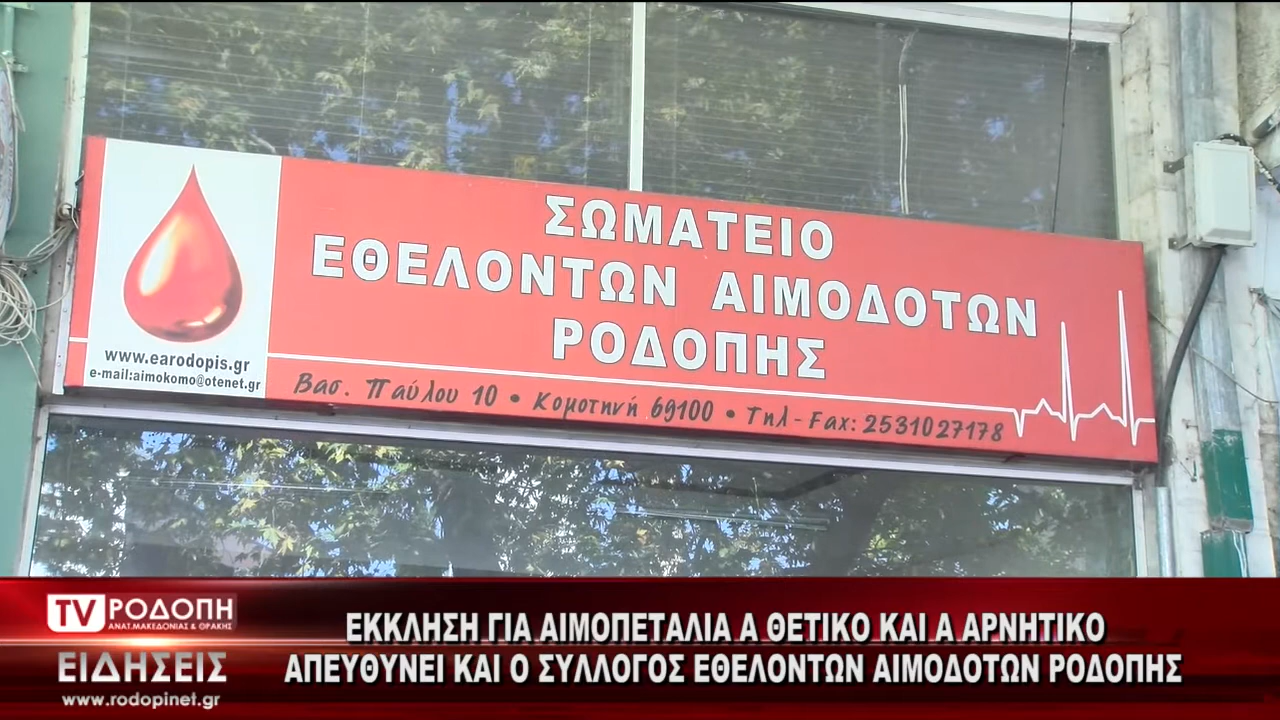 ΣΩΜΑΤΕΙΟ
ΕΘΕΛΟΝΤΩΝ ΑΙΜΟΔΟΤΩΝ
ΡΟΔΟΠΗΣ
www.earodopis.gr
e-mail:aimokomo@otenet.gr
Βασ. Παύλου 10 • Κομοτηνή 69100 • Τηλ - Fax: 2531027178
TV ΡΟΔΟΠΗ
ΑΝΑΤ.ΜΑΚΕΔΟΝΙΑΣ & ΘΡΑΚΗΣ
ΕΙΔΗΣΕΙΣ
www.rodopinet.gr
ΕΚΚΛΗΣΗ ΓΙΑ ΑΙΜΟΠΕΤΑΛΙΑ Α ΘΕΤΙΚΟ ΚΑΙ Α ΑΡΝΗΤΙΚΟ
ΑΠΕΥΘΥΝΕΙ ΚΑΙ Ο ΣΥΛΛΟΓΟΣ ΕΘΕΛΟΝΤΩΝ ΑΙΜΟΔΟΤΩΝ ΡΟΔΟΠΗΣ